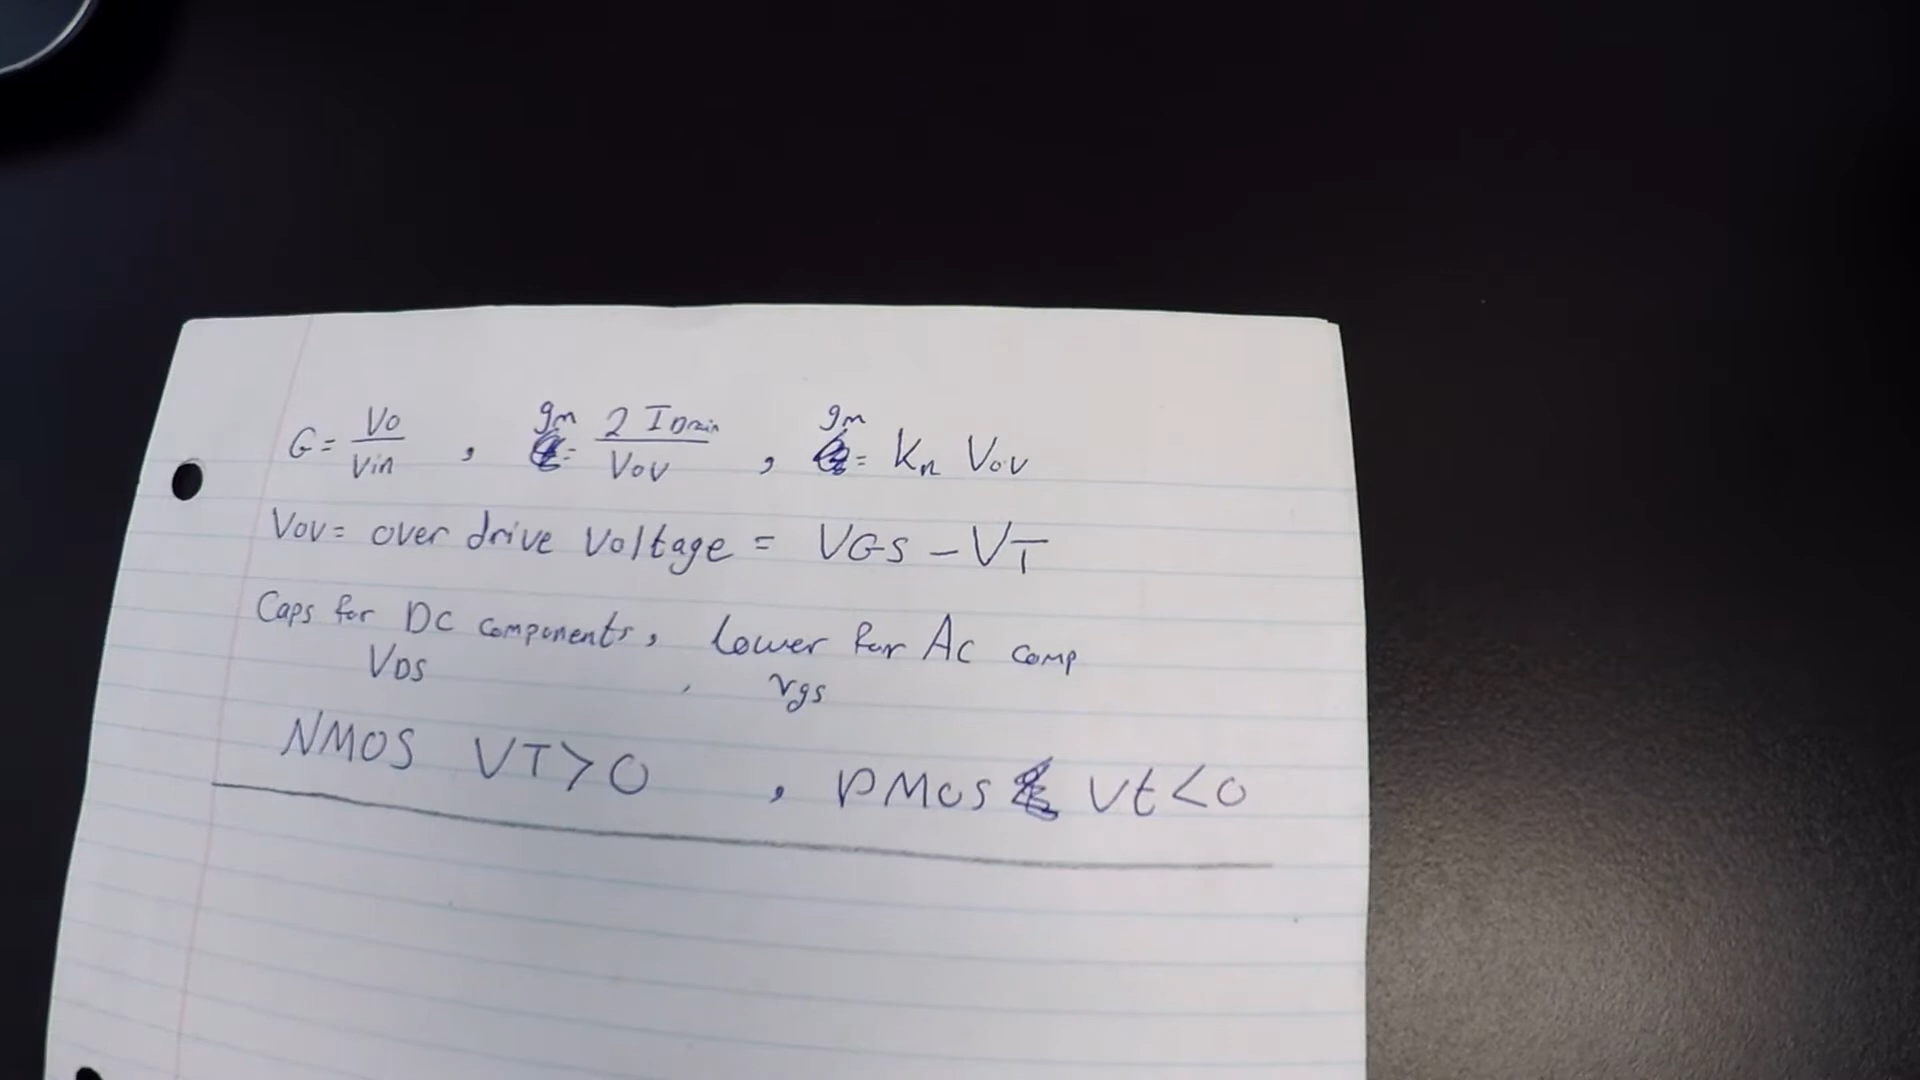 G = Vo/Vin , gm = 2 IDrain/Vov , gm = Kn Vov
Vov = over drive voltage = VGS - VT
Caps for DC components, lower for Ac comp
VDS vgs
NMOS VT>0 , PMOS Vt<0